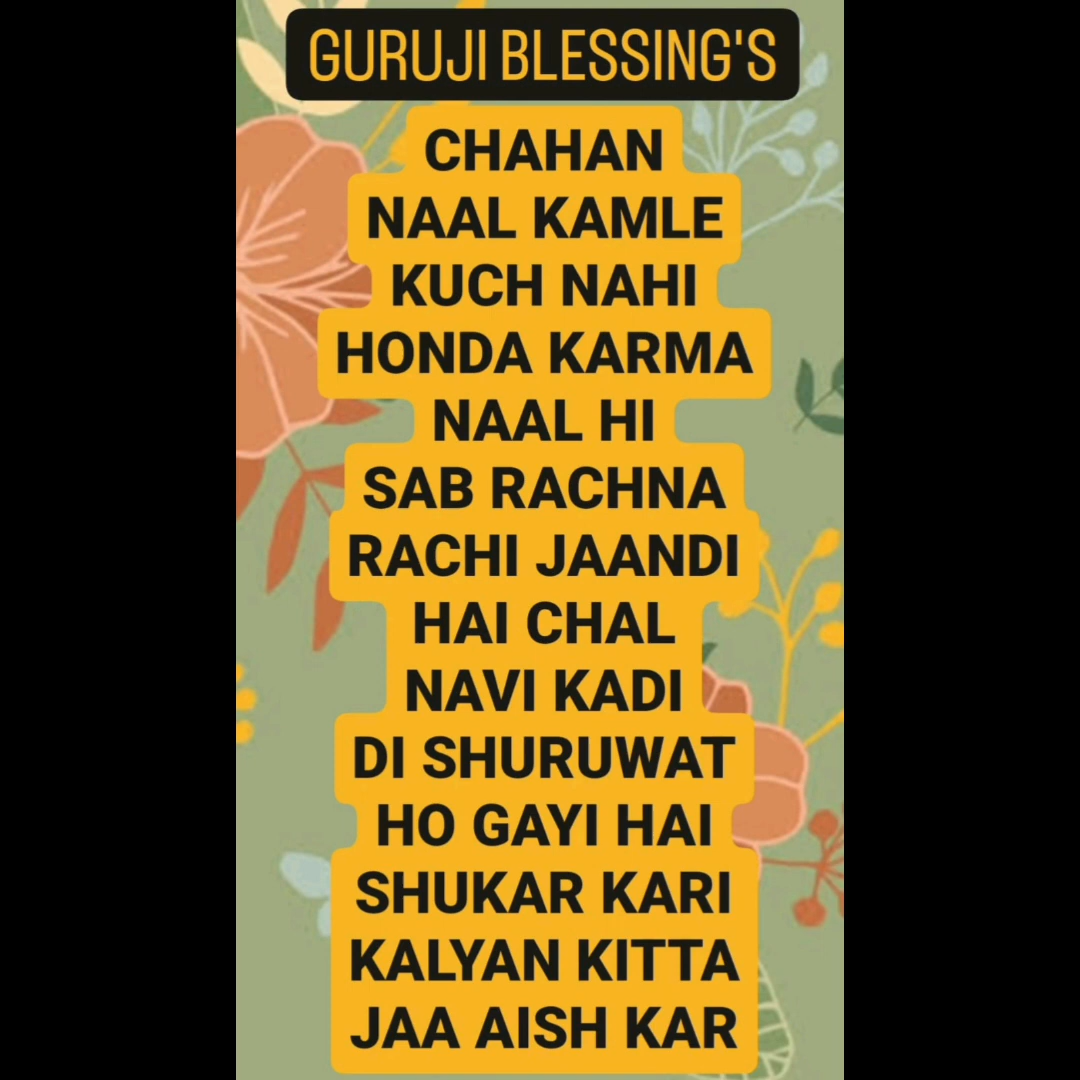 GURUJI BLESSING'S
CHAHAN
NAAL KAMLE
KUCH NAHI
HONDA KARMA
NAAL HI
SAB RACHNA
RACHI JAANDI
HAI CHAL
NAVI KADI
DI SHURUWAT
HO GAYI HAI
SHUKAR KARI
KALYAN KITTA
JAA AISH KAR